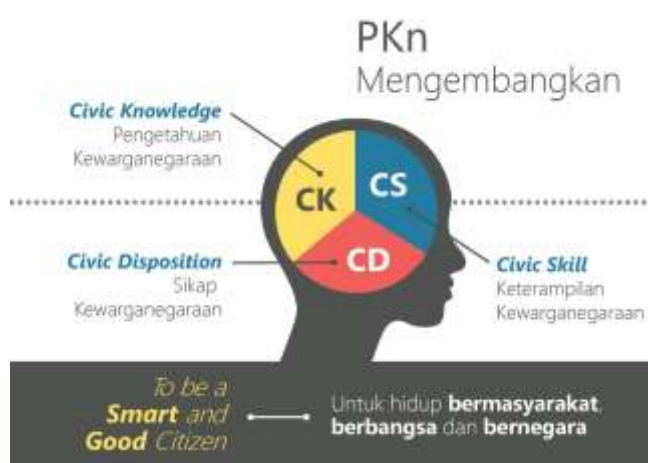 PKn
Mengembangkan
Civic Knowledge
Pengetahuan
Kewarganegaraan
CK
CS
CD
Civic Disposition
Sikap
Kewarganegaraan
Civic Skill
Keterampilan
Kewarganegaraan
To be a
Smart and
Good Citizen
Untuk hidup bermasyarakat,
berbangsa dan bernegara